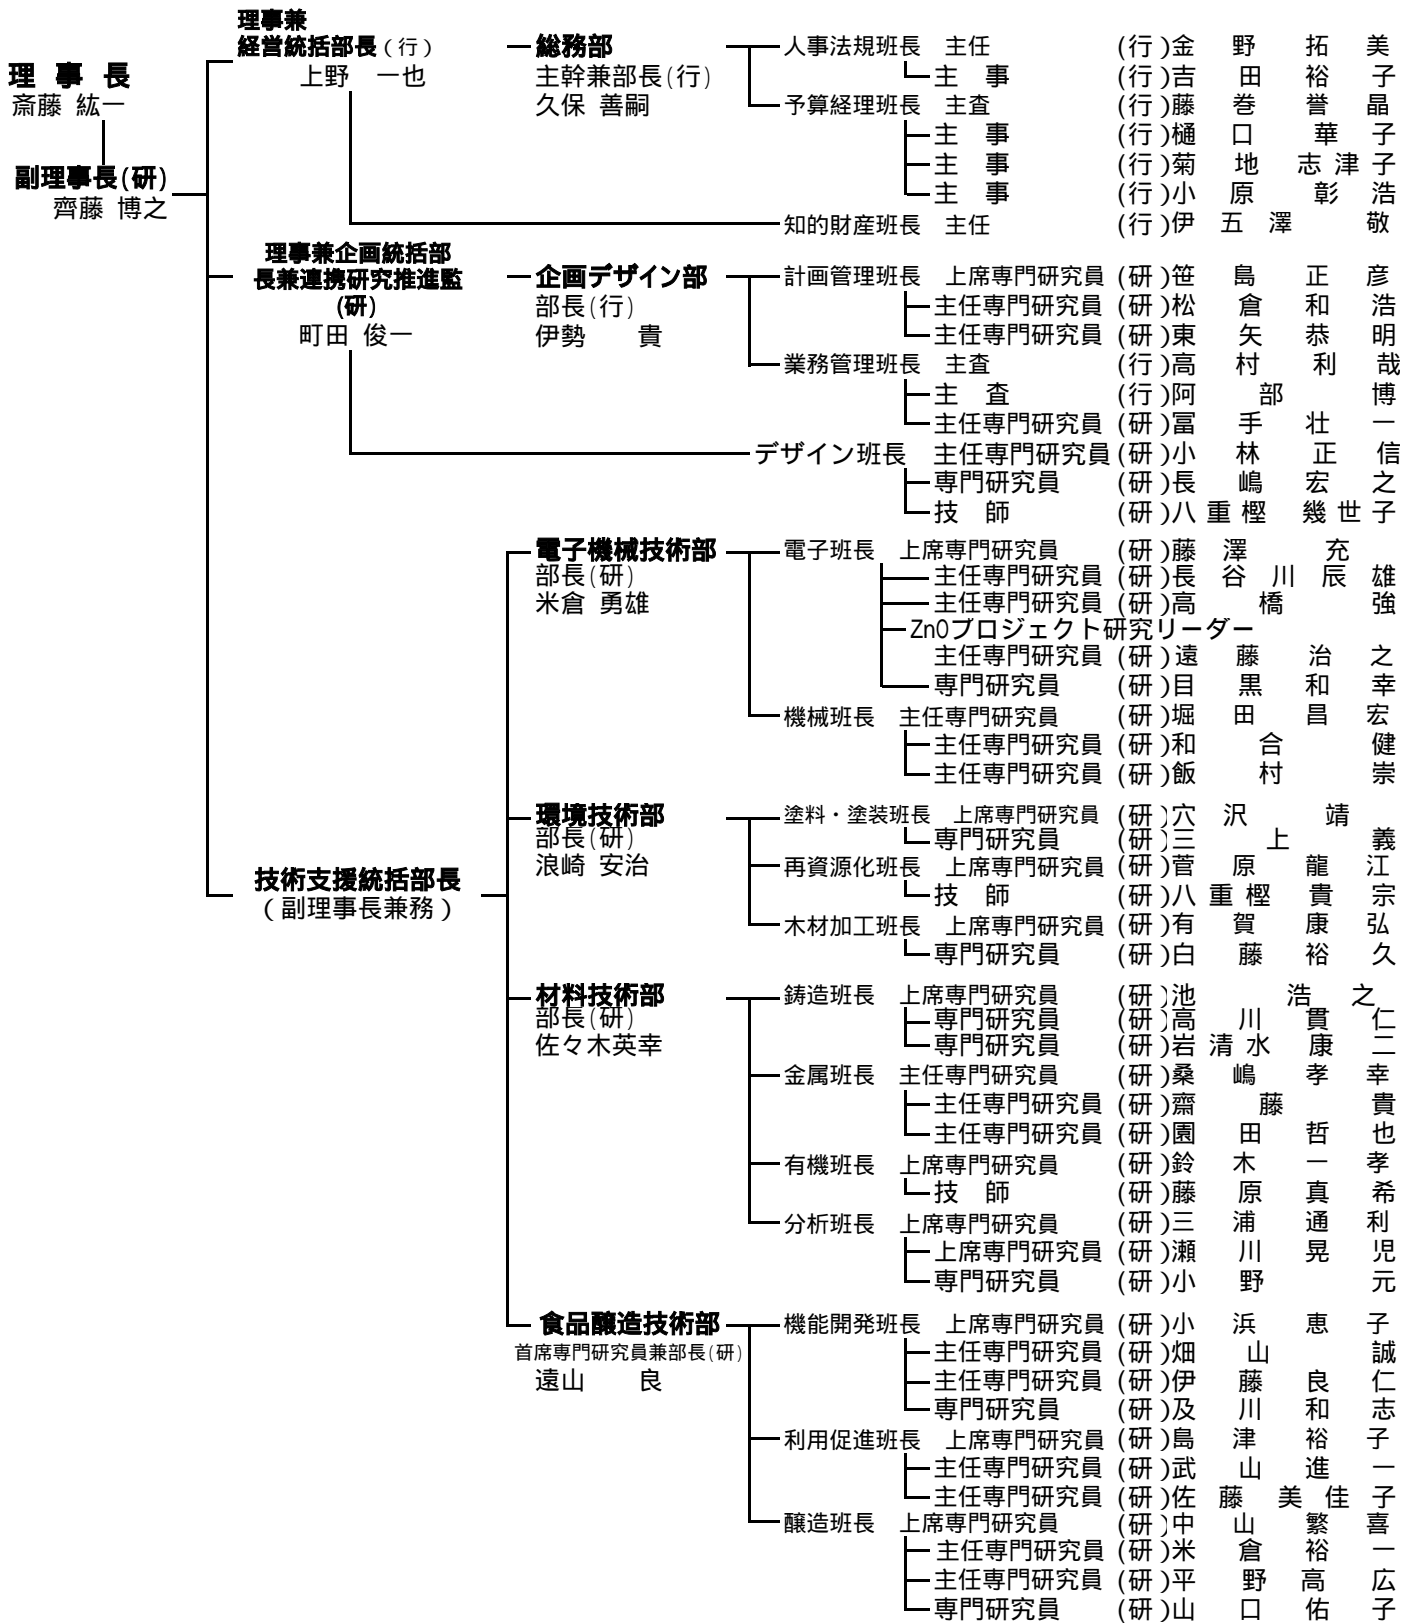 理事長
斎藤 紘一
副理事長(研)
齊藤 博之
理事兼
経営統括部長(行)
上野 一也
総務部
主幹兼部長(行)
久保 善嗣
人事法規班長 主任 (行)金野拓美
主事 (行)吉田裕子
予算経理班長 主査 (行)藤巻誉晶
主事 (行)樋口華子
主事 (行)菊地志津子
主事 (行)小原彰浩
知的財産班長 主任 (行)伊五澤敬
理事兼企画統括部
長兼連携研究推進監
(研)
町田 俊一
企画デザイン部
部長(行)
伊勢 貴
計画管理班長 上席専門研究員 (研)笹島正彦
主任専門研究員 (研)松倉和浩
主任専門研究員 (研)東矢恭明
業務管理班長 主査 (行)高村利哉
主査 (行)阿部博
主任専門研究員 (研)冨手壮一
デザイン班長 主任専門研究員 (研)小林正信
専門研究員 (研)長嶋宏之
技師 (研)八重樫幾世子
技術支援統括部長
(副理事長兼務)
電子機械技術部
部長(研)
米倉 勇雄
電子班長 上席専門研究員 (研)藤澤充
主任専門研究員 (研)長谷川辰雄
主任専門研究員 (研)高橋強
ZnOプロジェクト研究リーダー
主任専門研究員 (研)遠藤治之
専門研究員 (研)目黒和幸
機械班長 主任専門研究員 (研)堀田昌宏
主任専門研究員 (研)和合健
主任専門研究員 (研)飯村崇
環境技術部
部長(研)
浪崎 安治
塗料・塗装班長 上席専門研究員 (研)穴沢靖
専門研究員 (研)三上義
再資源化班長 上席専門研究員 (研)菅原龍江
技師 (研)八重樫貴宗
木材加工班長 上席専門研究員 (研)有賀康弘
専門研究員 (研)白藤裕久
材料技術部
部長(研)
佐々木英幸
鋳造班長 上席専門研究員 (研)池浩之
専門研究員 (研)高川貫仁
専門研究員 (研)岩清水康二
金属班長 主任専門研究員 (研)桑嶋孝幸
主任専門研究員 (研)齋藤貴
主任専門研究員 (研)園田哲也
有機班長 上席専門研究員 (研)鈴木一孝
技師 (研)藤原真希
分析班長 上席専門研究員 (研)三浦通利
上席専門研究員 (研)瀬川晃児
専門研究員 (研)小野元
食品醸造技術部
首席専門研究員兼部長(研)
遠山 良
機能開発班長 上席専門研究員 (研)小浜恵子
主任専門研究員 (研)畑山誠
主任専門研究員 (研)伊藤良仁
専門研究員 (研)及川和志
利用促進班長 上席専門研究員 (研)島津裕子
主任専門研究員 (研)武山進一
主任専門研究員 (研)佐藤美佳子
醸造班長 上席専門研究員 (研)中山繁喜
主任専門研究員 (研)米倉裕一
主任専門研究員 (研)平野高広
専門研究員 (研)山口佑子